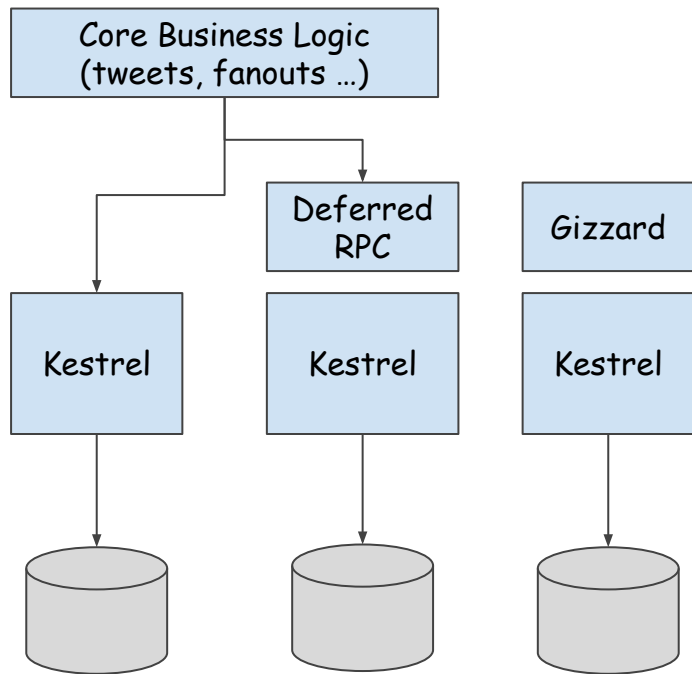 Core Business Logic
(tweets, fanouts …)
Deferred
RPC
Gizzard
Kestrel
Kestrel
Kestrel